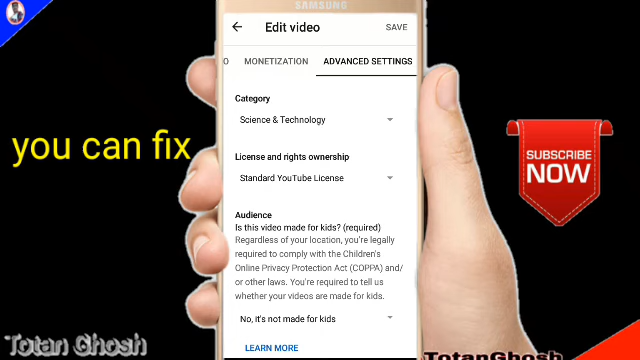 SAMSUNG
Edit video
SAVE
O
MONETIZATION
ADVANCED SETTINGS
Category
Science & Technology
License and rights ownership
Standard YouTube License
Audience
Is this video made for kids? (required)
Regardless of your location, you're legally
required to comply with the Children's
Online Privacy Protection Act (COPPA) and/
or other laws. You're required to tell us
whether your videos are made for kids.
No, it's not made for kids
LEARN MORE
you can fix
SUBSCRIBE
NOW
Totan Ghosh
TotanGhosh